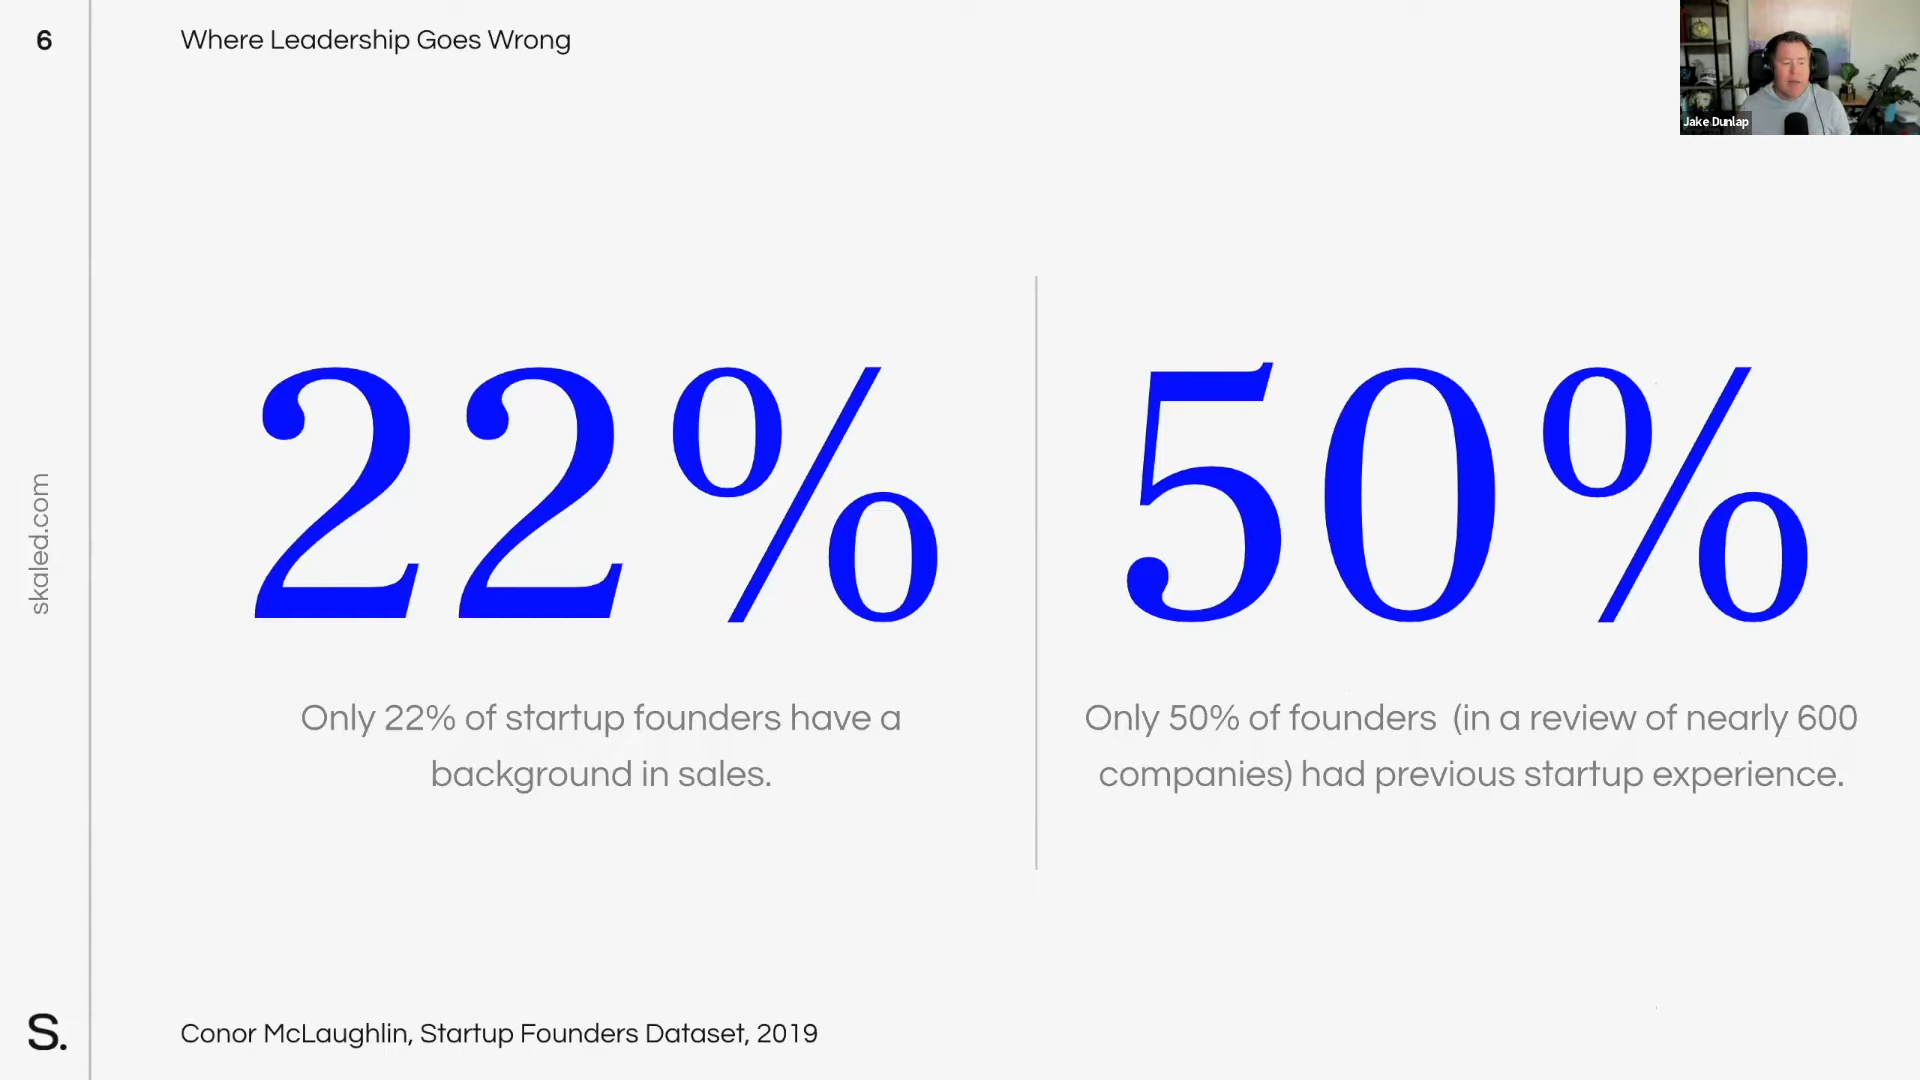 6
Where Leadership Goes Wrong
Jake Dunlap
22%
50%
Only 22% of startup founders have a
background in sales.
Only 50% of founders  (in a review of nearly 600
companies) had previous startup experience.
skaled.com
S.
Conor McLaughlin, Startup Founders Dataset, 2019